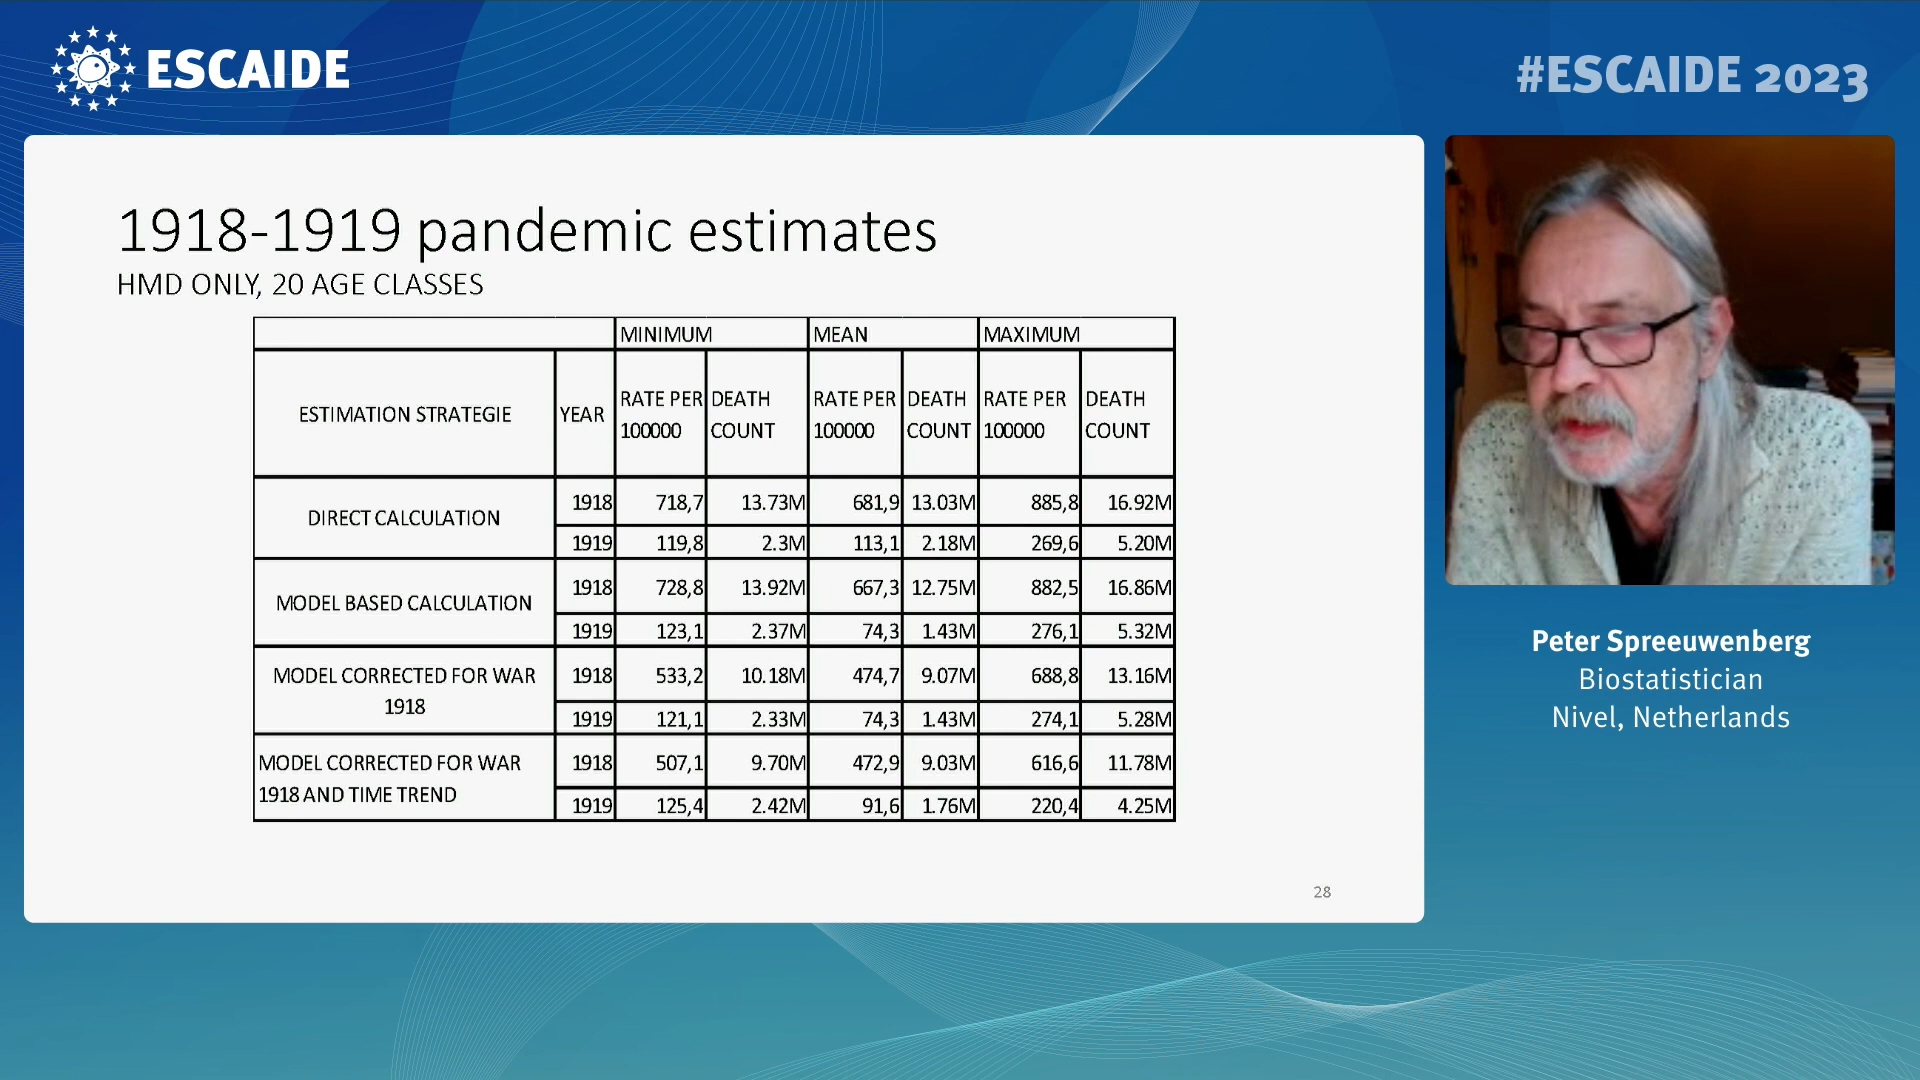 ESCAIDE
#ESCAIDE 2023
1918-1919 pandemic estimates
HMD ONLY, 20 AGE CLASSES
MINIMUM MEAN MAXIMUM
ESTIMATION STRATEGIE YEAR RATE PER 100000 DEATH COUNT RATE PER 100000 DEATH COUNT RATE PER 100000 DEATH COUNT
DIRECT CALCULATION 1918 718,7 13.73M 681,9 13.03M 885,8 16.92M
1919 119,8 2.3M 113,1 2.18M 269,6 5.20M
MODEL BASED CALCULATION 1918 728,8 13.92M 667,3 12.75M 882,5 16.86M
1919 123,1 2.37M 74,3 1.43M 276,1 5.32M
MODEL CORRECTED FOR WAR 1918 1918 533,2 10.18M 474,7 9.07M 688,8 13.16M
1919 121,1 2.33M 74,3 1.43M 274,1 5.28M
MODEL CORRECTED FOR WAR 1918 AND TIME TREND 1918 507,1 9.70M 472,9 9.03M 616,6 11.78M
1919 125,4 2.42M 91,6 1.76M 220,4 4.25M
28
Peter Spreeuwenberg
Biostatistician
Nivel, Netherlands